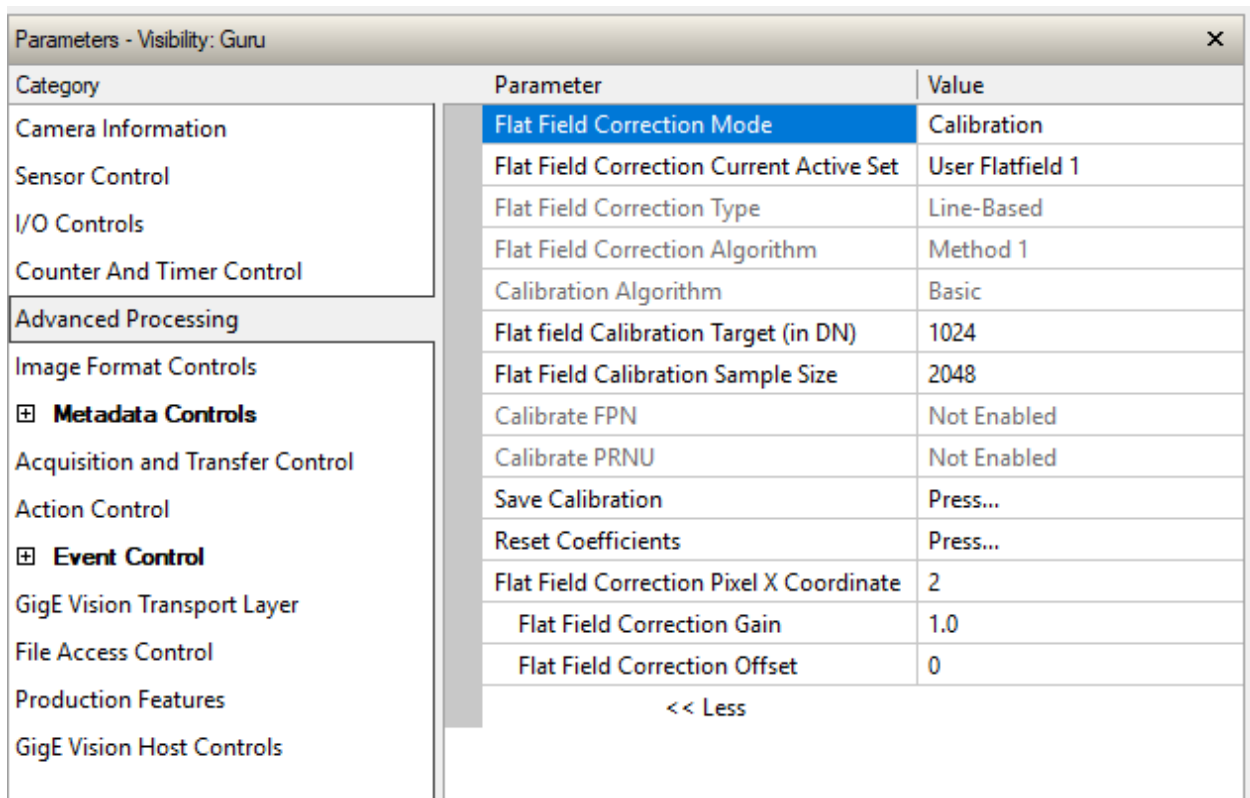 Parameters - Visibility: Guru
Category
Parameter Value
Camera Information
Sensor Control
I/O Controls
Counter And Timer Control
Advanced Processing
Image Format Controls
Metadata Controls
Acquisition and Transfer Control
Action Control
Event Control
GigE Vision Transport Layer
File Access Control
Production Features
GigE Vision Host Controls
Flat Field Correction Mode Calibration
Flat Field Correction Current Active Set User Flatfield 1
Flat Field Correction Type Line-Based
Flat Field Correction Algorithm Method 1
Calibration Algorithm Basic
Flat field Calibration Target (in DN) 1024
Flat Field Calibration Sample Size 2048
Calibrate FPN Not Enabled
Calibrate PRNU Not Enabled
Save Calibration Press...
Reset Coefficients Press...
Flat Field Correction Pixel X Coordinate 2
Flat Field Correction Gain 1.0
Flat Field Correction Offset 0
<< Less